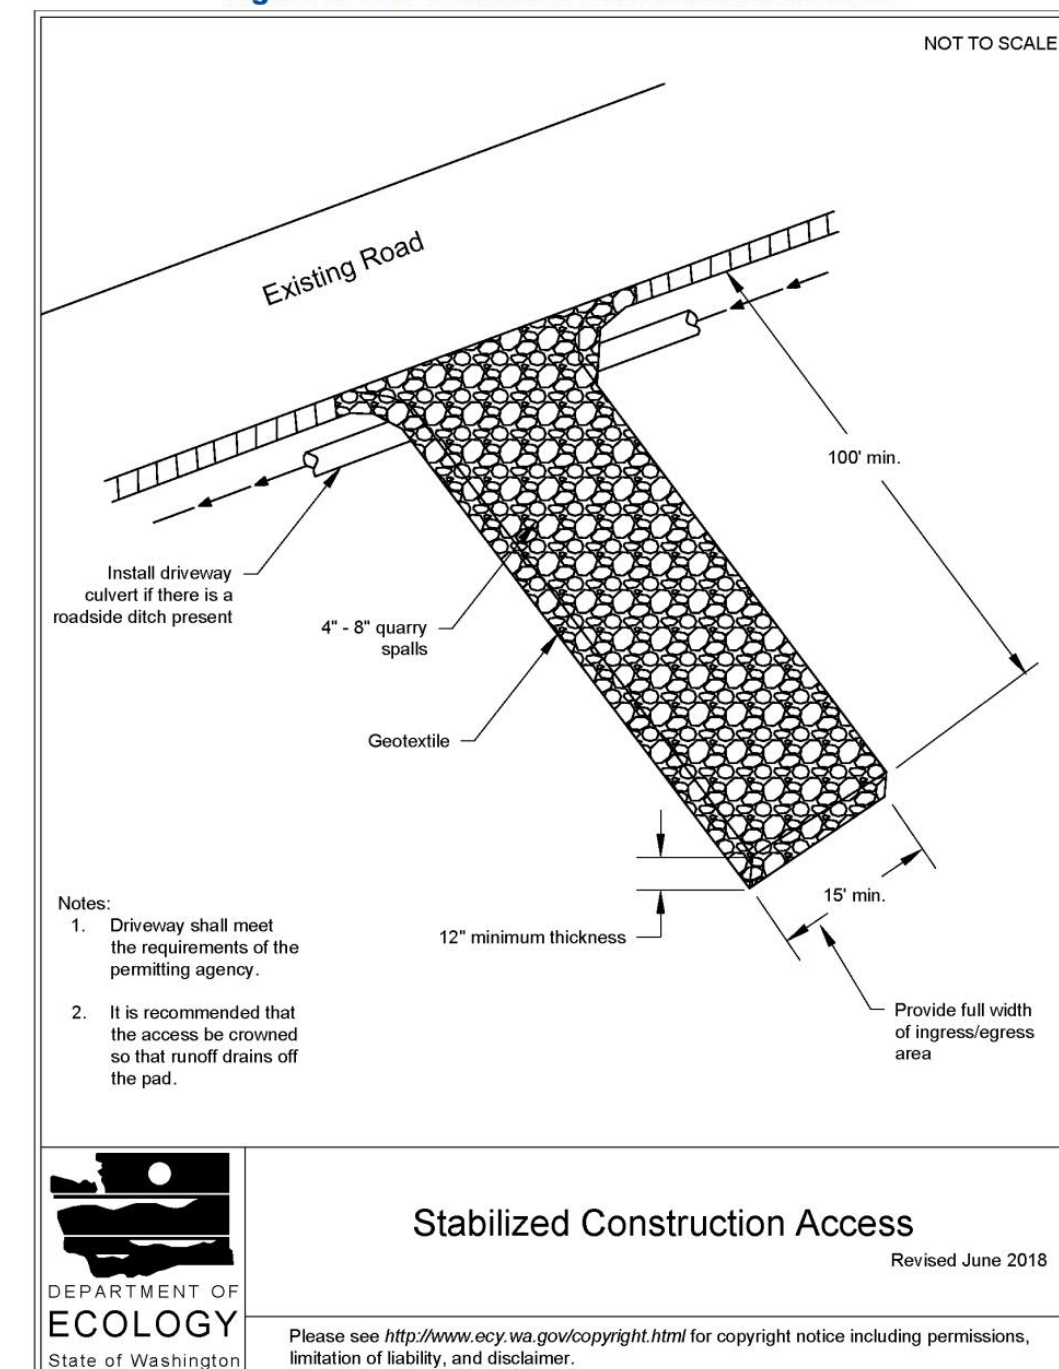 NOT TO SCALE
Existing Road
100' min.
Install driveway
culvert if there is a
roadside ditch present
4" - 8" quarry
spalls
Geotextile
15' min.
12" minimum thickness
Provide full width
of ingress/egress
area
Notes:
1. Driveway shall meet
the requirements of the
permitting agency.
2. It is recommended that
the access be crowned
so that runoff drains off
the pad.
DEPARTMENT OF
ECOLOGY
State of Washington
Stabilized Construction Access
Revised June 2018
Please see http://www.ecy.wa.gov/copyright.html for copyright notice including permissions,
limitation of liability, and disclaimer.